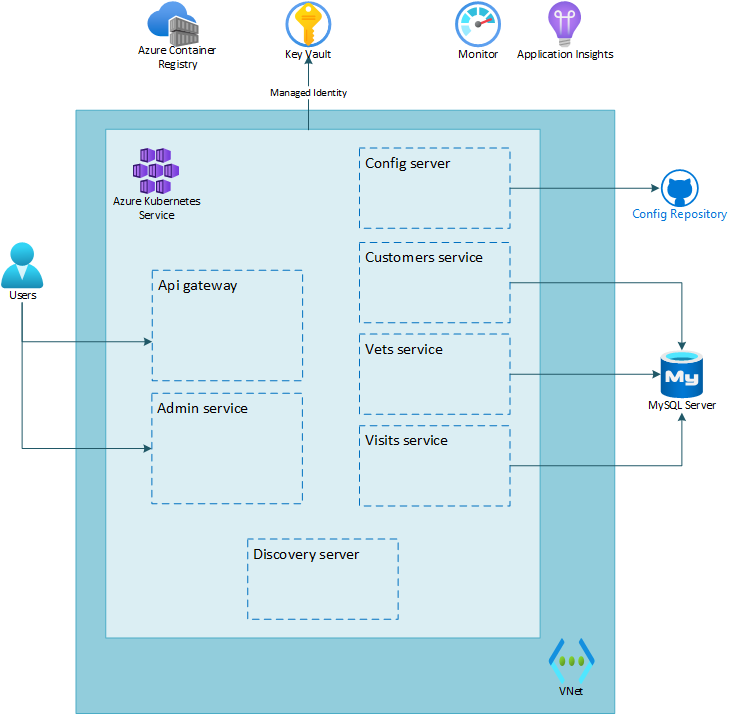 Azure Container
Registry
Key Vault
Monitor
Application Insights
Managed Identity
Config server
Azure Kubernetes
Service
Config Repository
Customers service
Users
Api gateway
Vets service
My
MySQL Server
Admin service
Visits service
Discovery server
VNet